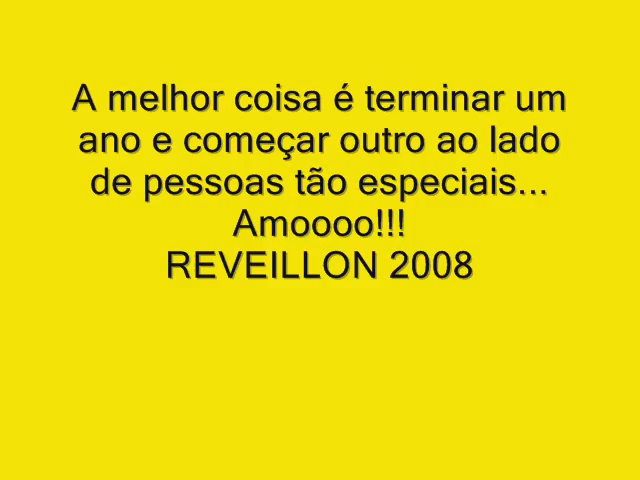 A melhor coisa é terminar um
ano e começar outro ao lado
de pessoas tão especiais...
Amoooo!!!
REVEILLON 2008